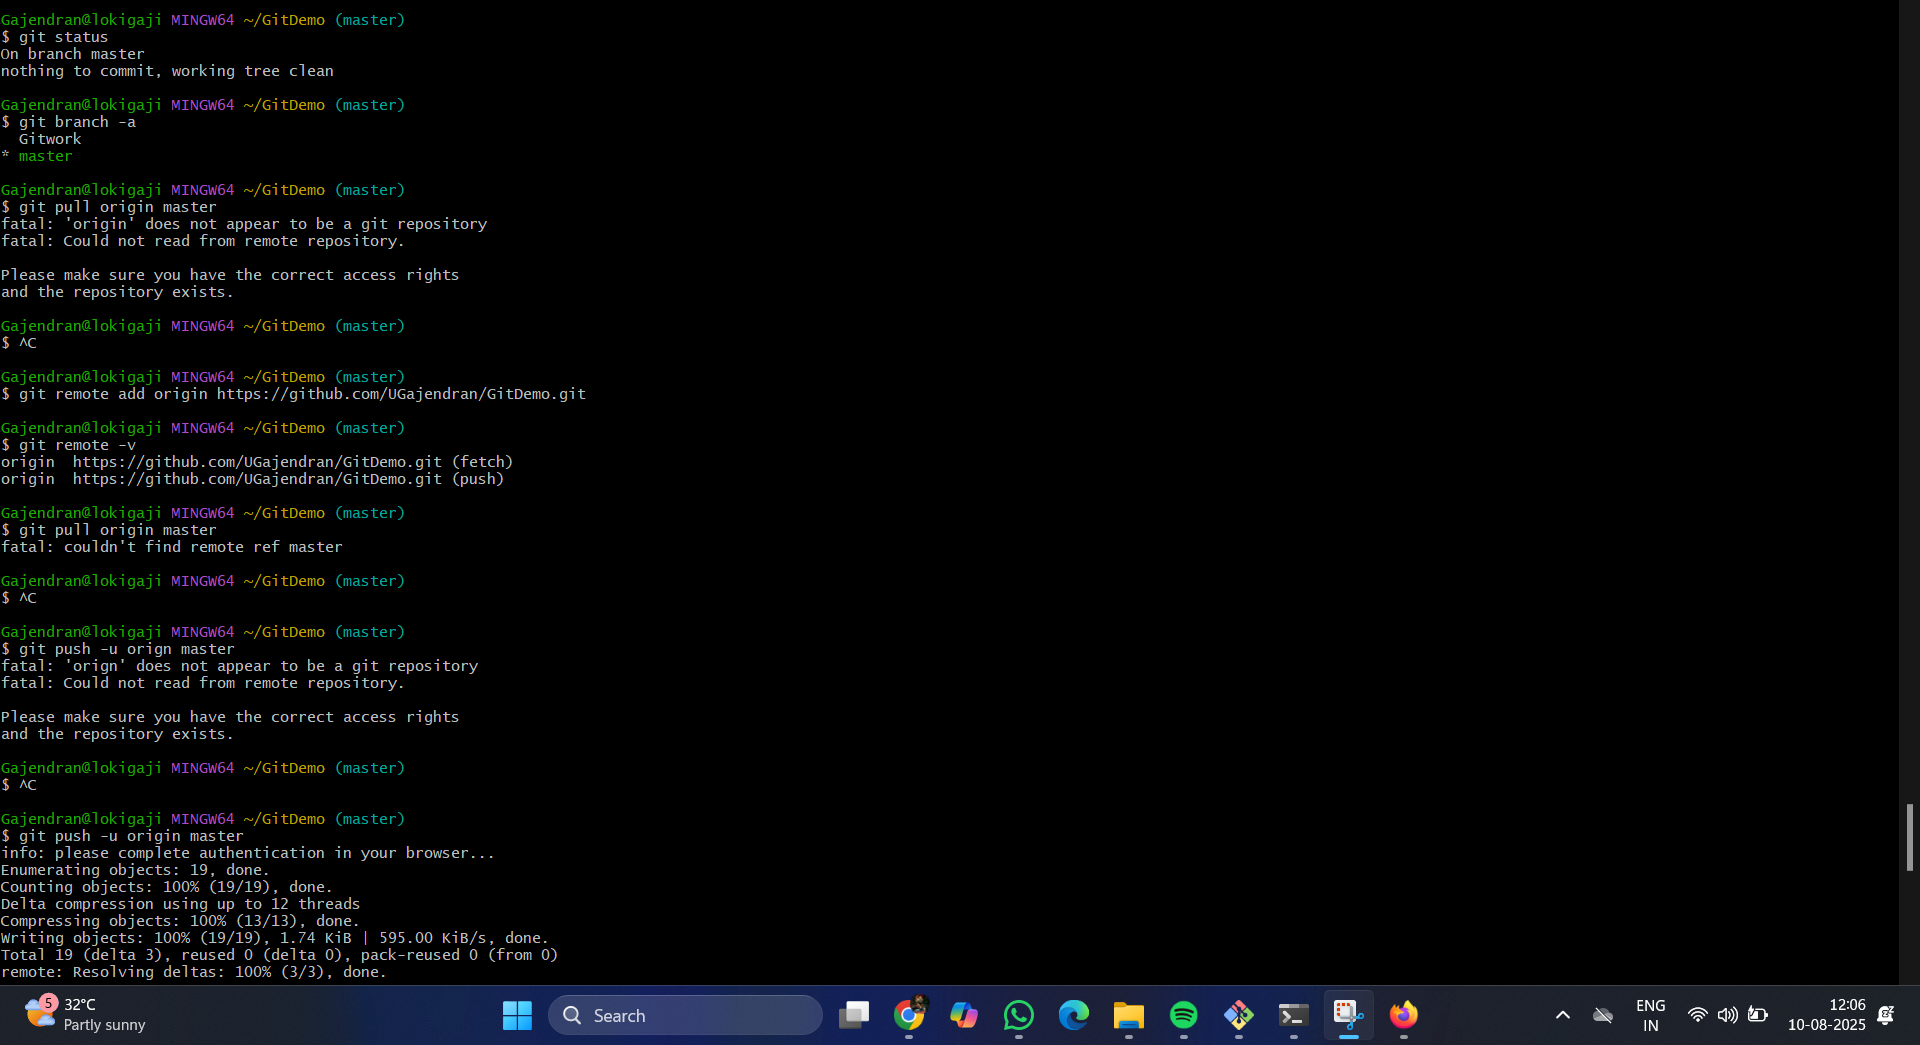 Gajendran@lokigaji MINGW64 ~/GitDemo (master)
$ git status
On branch master
nothing to commit, working tree clean
Gajendran@lokigaji MINGW64 ~/GitDemo (master)
$ git branch -a
Gitwork
* master
Gajendran@lokigaji MINGW64 ~/GitDemo (master)
$ git pull origin master
fatal: 'origin' does not appear to be a git repository
fatal: Could not read from remote repository.
Please make sure you have the correct access rights
and the repository exists.
Gajendran@lokigaji MINGW64 ~/GitDemo (master)
$ ^C
Gajendran@lokigaji MINGW64 ~/GitDemo (master)
$ git remote add origin https://github.com/UGajendran/GitDemo.git
Gajendran@lokigaji MINGW64 ~/GitDemo (master)
$ git remote -v
origin  https://github.com/UGajendran/GitDemo.git (fetch)
origin  https://github.com/UGajendran/GitDemo.git (push)
Gajendran@lokigaji MINGW64 ~/GitDemo (master)
$ git pull origin master
fatal: couldn't find remote ref master
Gajendran@lokigaji MINGW64 ~/GitDemo (master)
$ ^C
Gajendran@lokigaji MINGW64 ~/GitDemo (master)
$ git push -u orign master
fatal: 'orign' does not appear to be a git repository
fatal: Could not read from remote repository.
Please make sure you have the correct access rights
and the repository exists.
Gajendran@lokigaji MINGW64 ~/GitDemo (master)
$ ^C
Gajendran@lokigaji MINGW64 ~/GitDemo (master)
$ git push -u origin master
info: please complete authentication in your browser...
Enumerating objects: 19, done.
Counting objects: 100% (19/19), done.
Delta compression using up to 12 threads
Compressing objects: 100% (13/13), done.
Writing objects: 100% (19/19), 1.74 KiB | 595.00 KiB/s, done.
Total 19 (delta 3), reused 0 (delta 0), pack-reused 0 (from 0)
remote: Resolving deltas: 100% (3/3), done.
5
32°C
Partly sunny
Search
ENG
IN
12:06
10-08-2025